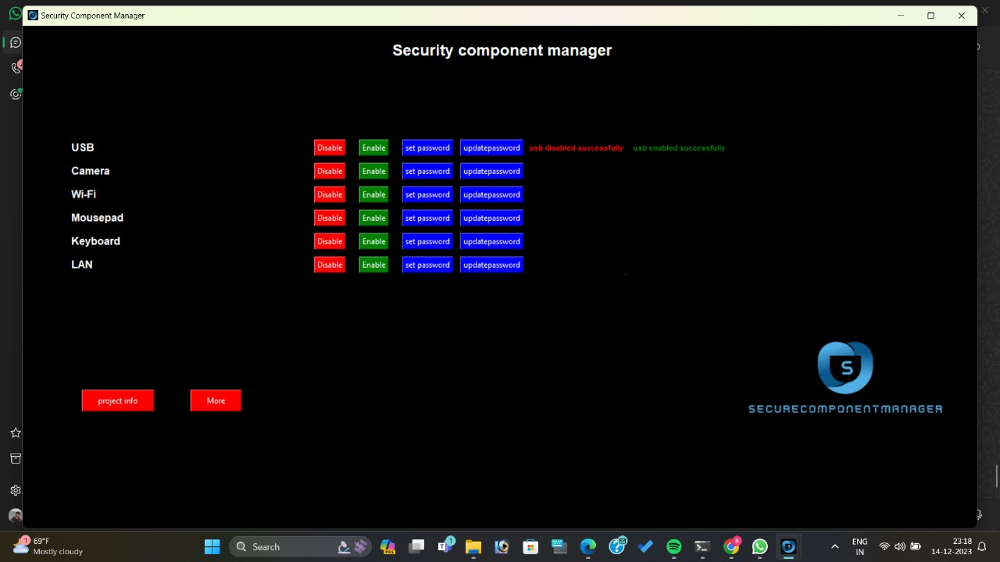 Security Component Manager
Security component manager
USB Disable Enable set password updatepassword usb disabled successfully usb enabled successfully
Camera Disable Enable set password updatepassword
Wi-Fi Disable Enable set password updatepassword
Mousepad Disable Enable set password updatepassword
Keyboard Disable Enable set password updatepassword
LAN Disable Enable set password updatepassword
S
project info More
SECURECOMPONENTMANAGER
1 69°F
Mostly cloudy
Search
PRE
1
8
ENG
IN
23:18
14-12-2023